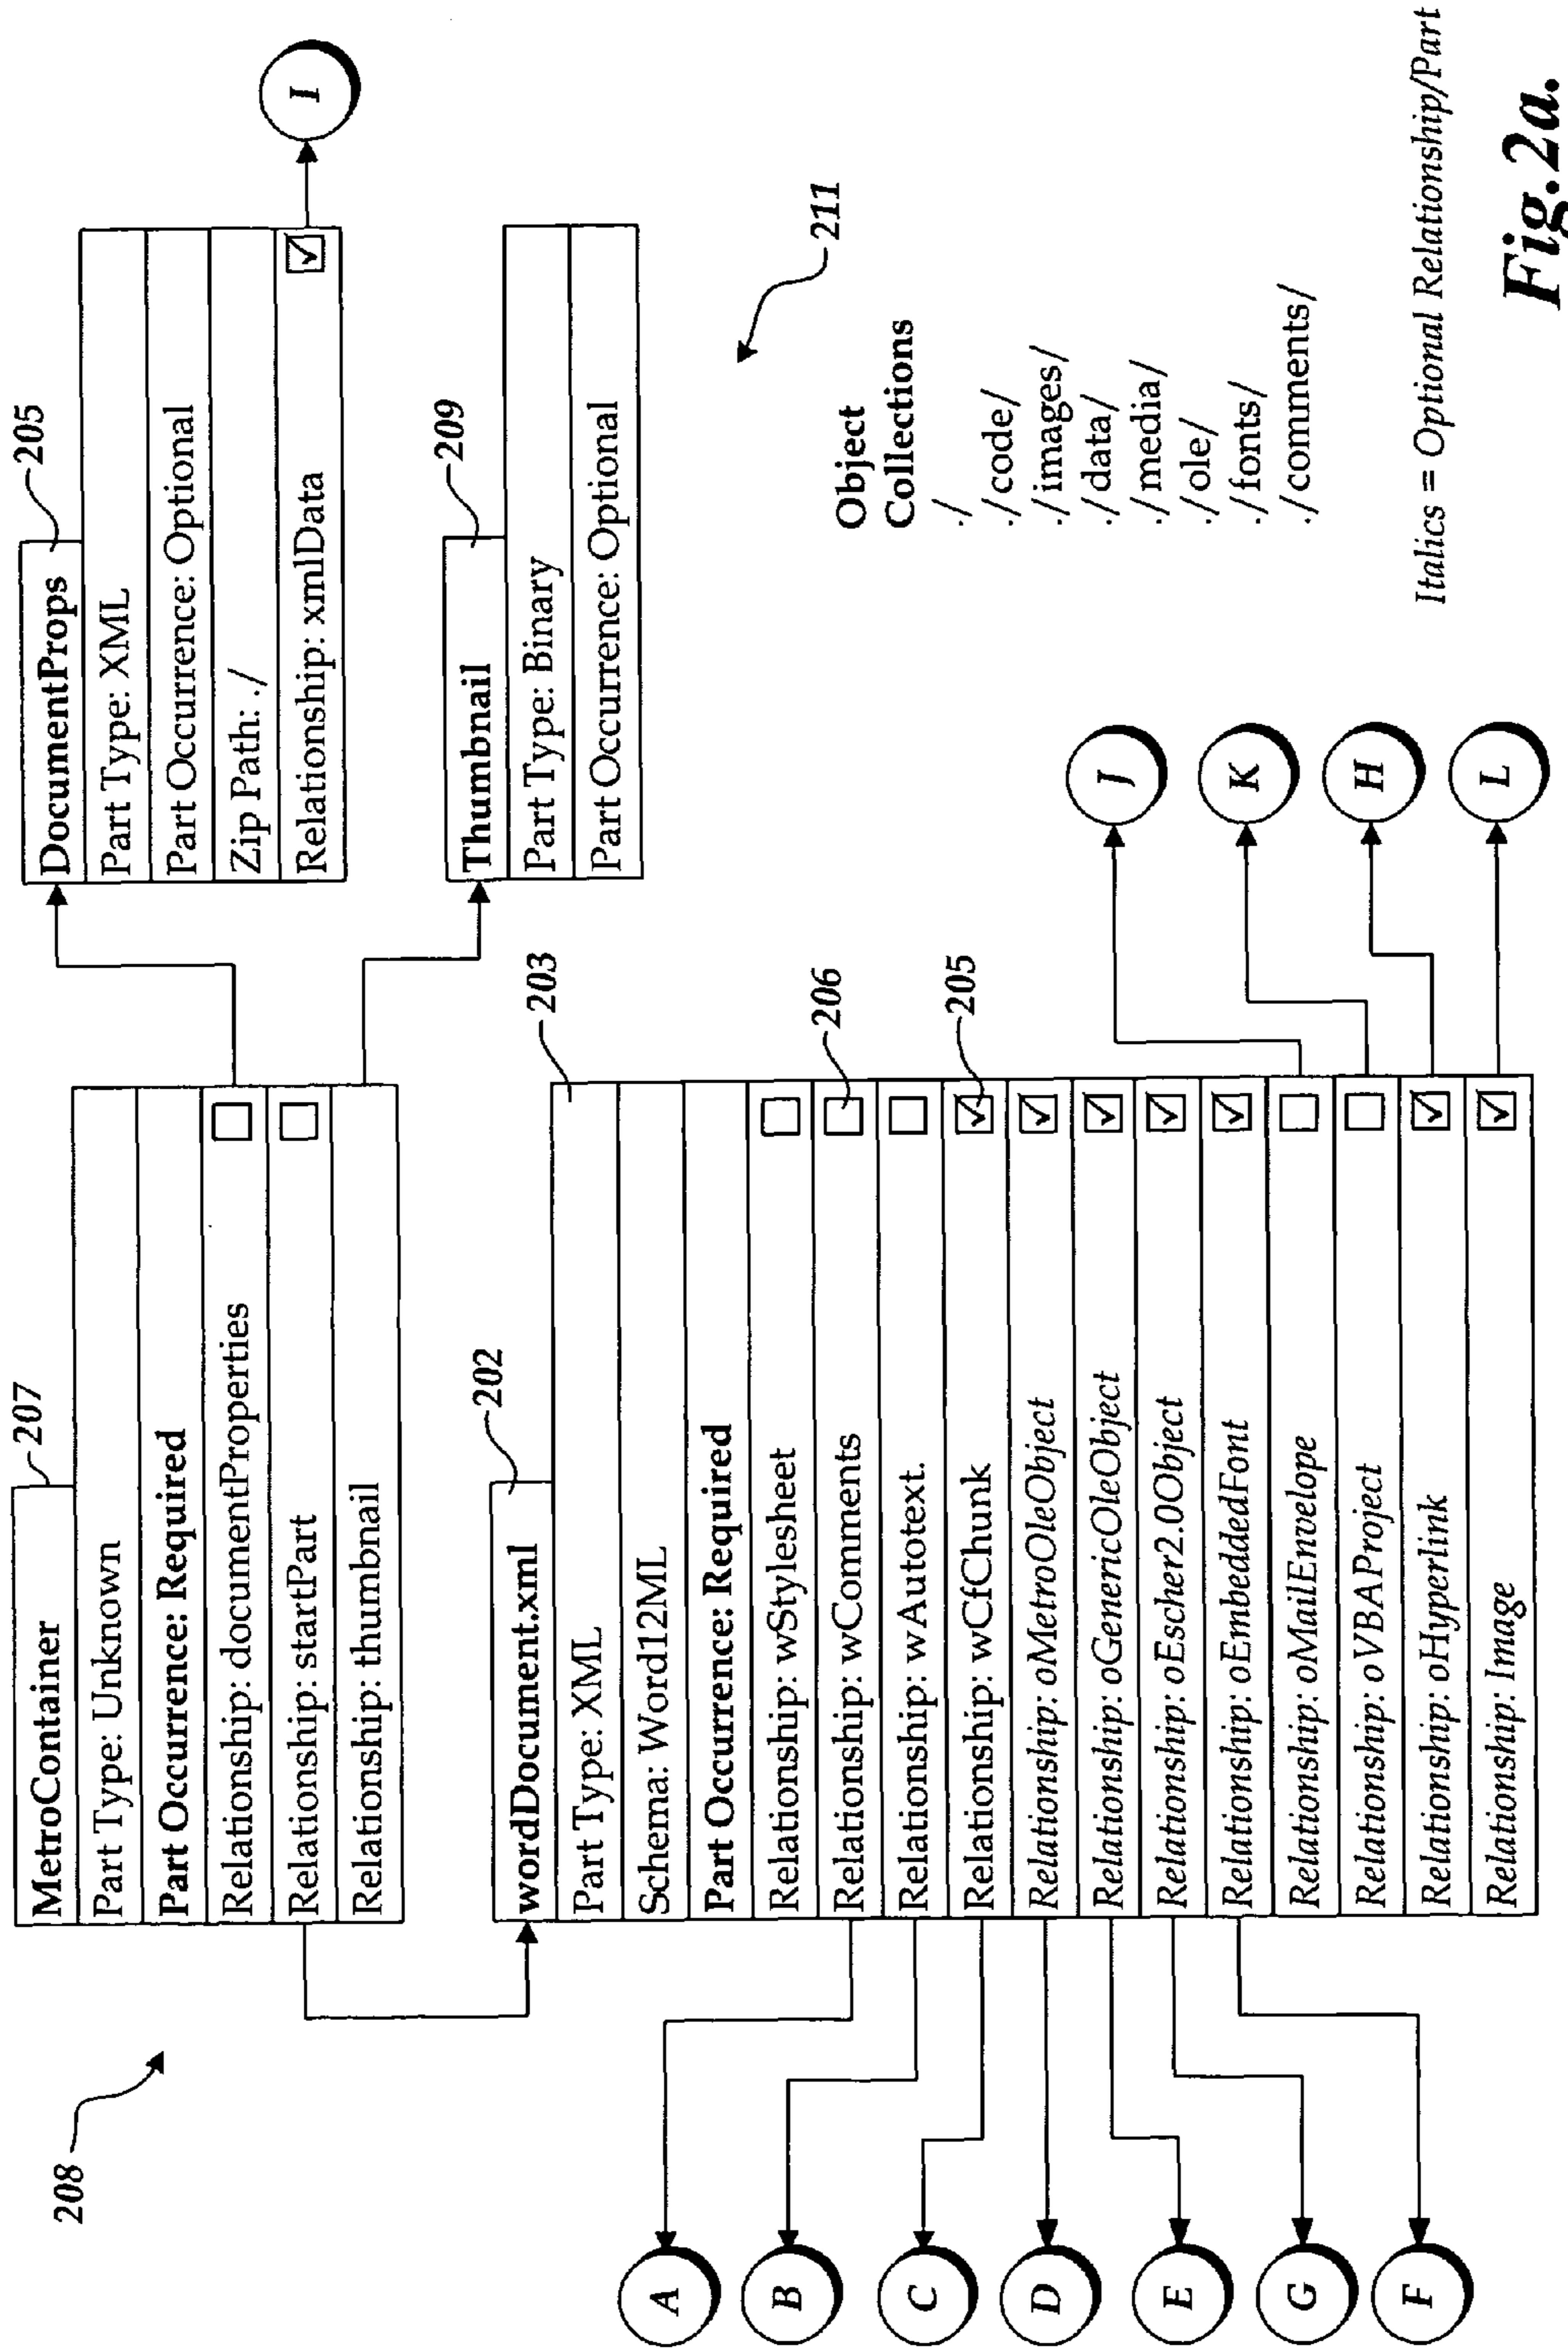 208
MetroContainer
207
Part Type: Unknown
Part Occurrence: Required
Relationship: documentProperties
Relationship: startPart
Relationship: thumbnail
DocumentProps
205
Part Type: XML
Part Occurrence: Optional
Zip Path: ./
Relationship: xmlData
I
Thumbnail
209
Part Type: Binary
Part Occurrence: Optional
wordDocument.xml
202
203
Part Type: XML
Schema: Word12ML
Part Occurrence: Required
Relationship: wStylesheet
Relationship: wComments
206
Relationship: wAutotext.
Relationship: wCfChunk
205
Relationship: oMetroOleObject
Relationship: oGenericOleObject
Relationship: oEscher2.0Object
Relationship: oEmbeddedFont
Relationship: oMailEnvelope
Relationship: oVBAProject
Relationship: oHyperlink
Relationship: Image
A
B
C
D
E
G
F
J
K
H
L
211
Object
Collections
./
./code/
./images/
./data/
./media/
./ole/
./fonts/
./comments/
Italics = Optional Relationship/Part
Fig.2a.